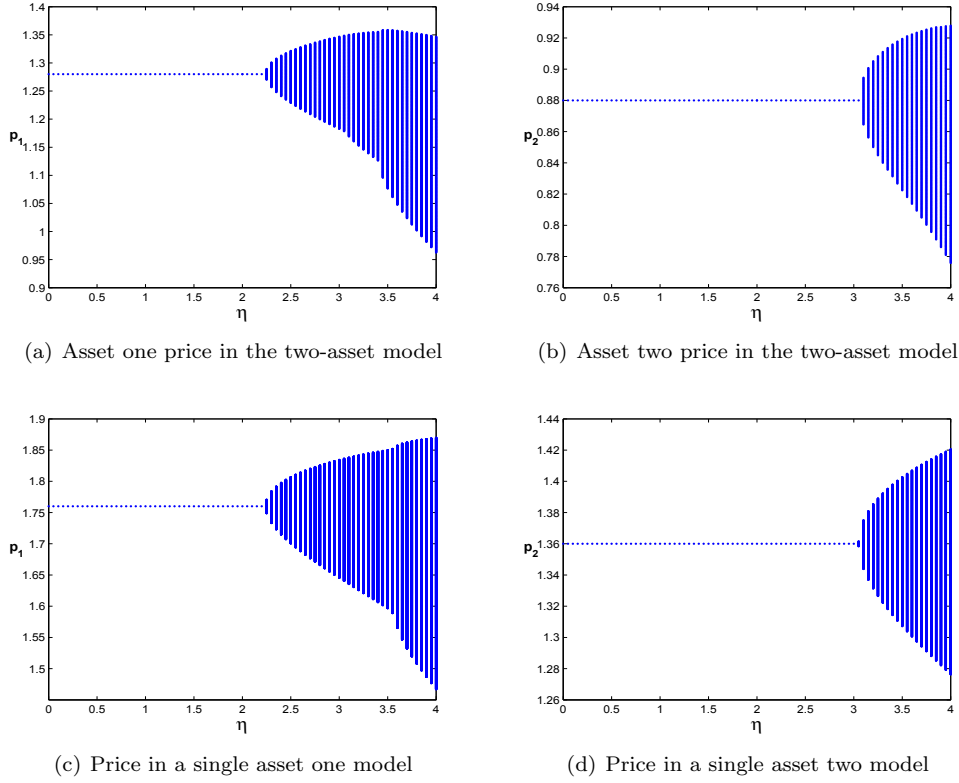 1.4
1.35
1.3
1.25
1.2
p1
1.15
1.1
1.05
1
0.95
0.9
0 0.5 1 1.5 2 2.5 3 3.5 4
η
(a) Asset one price in the two-asset model
0.94
0.92
0.9
0.88
0.86
p2
0.84
0.82
0.8
0.78
0.76
0 0.5 1 1.5 2 2.5 3 3.5 4
η
(b) Asset two price in the two-asset model
1.9
1.85
1.8
1.75
1.7
p1
1.65
1.6
1.55
1.5
0 0.5 1 1.5 2 2.5 3 3.5 4
η
(c) Price in a single asset one model
1.44
1.42
1.4
1.38
1.36
p2
1.34
1.32
1.3
1.28
1.26
0 0.5 1 1.5 2 2.5 3 3.5 4
η
(d) Price in a single asset two model